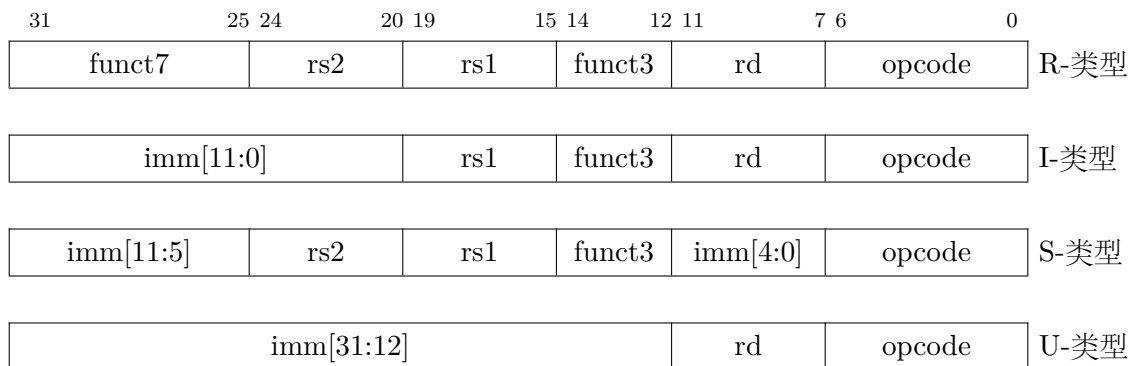 31 25 24 20 19 15 14 12 11 7 6 0
funct7 rs2 rs1 funct3 rd opcode R-类型
imm[11:0] rs1 funct3 rd opcode I-类型
imm[11:5] rs2 rs1 funct3 imm[4:0] opcode S-类型
imm[31:12] rd opcode U-类型